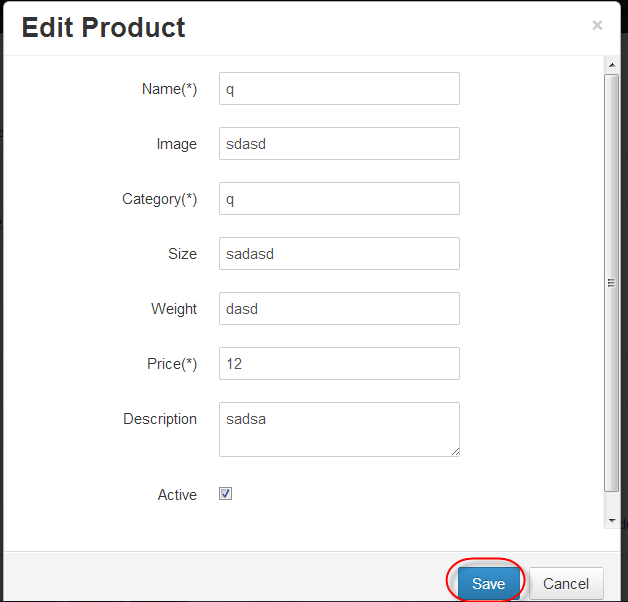 Edit Product ×
Name(*) q
Image sdasd
Category(*) q
Size sadasd
Weight dasd
Price(*) 12
Description sadsa
Active
Save Cancel